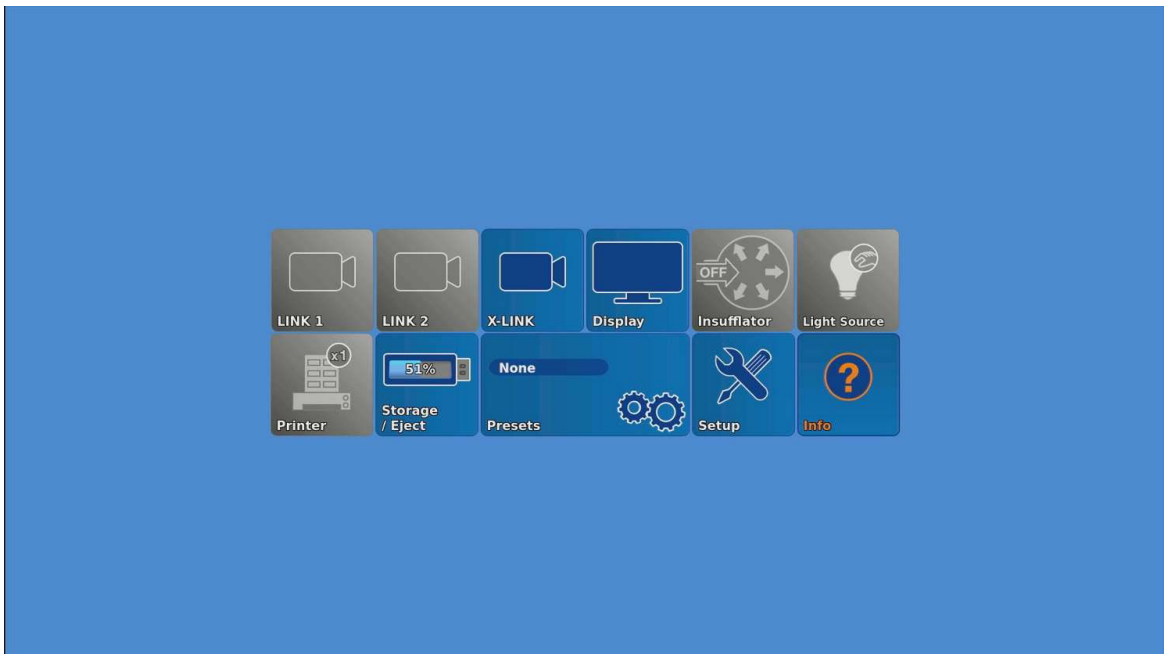 LINK 1
LINK 2
X-LINK
Display
OFF
Insufflator
Light Source
x1
Printer
51%
Storage
/ Eject
None
Presets
Setup
?
Info